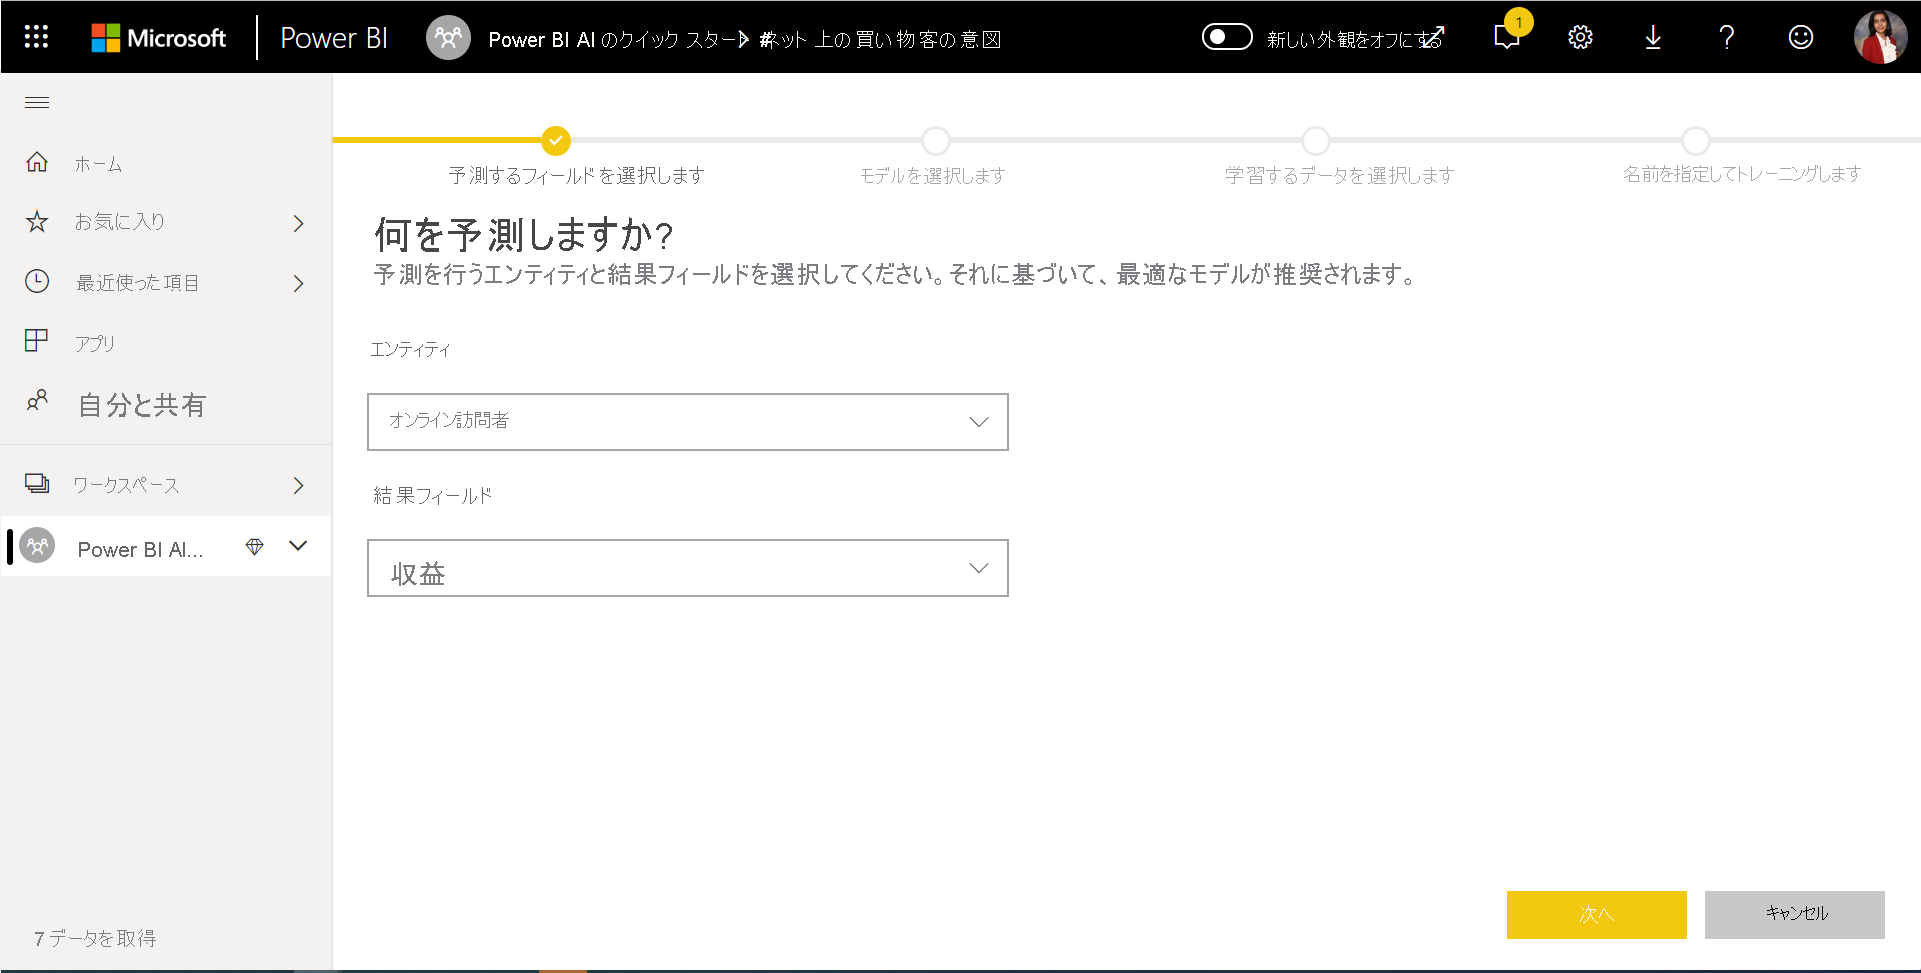 Microsoft Power BI Power BI AI のクイック スタート > #ネット 上の買い物客の意図 新しい外観をオフにする 1 ?
ホーム
お気に入り
最近使った項目
アプリ
自分と共有
ワークスペース
Power BI AI...
7 データを取得
予測するフィールドを選択します モデルを選択します 学習するデータを選択します 名前を指定してトレーニングします
何を予測しますか?
予測を行うエンティティと結果フィールドを選択してください。それに基づいて、最適なモデルが推奨されます。
エンティティ
オンライン訪問者
結果フィールド
収益
次へ キャンセル